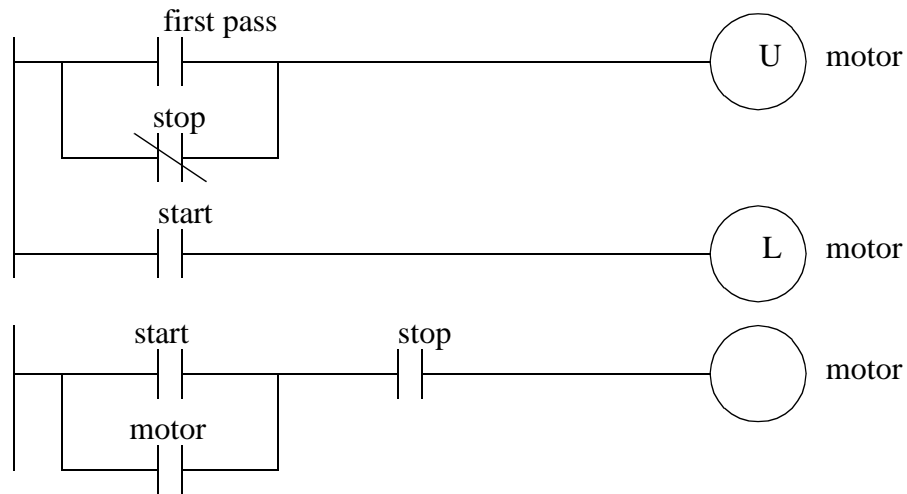 first pass
U motor
stop
start
L motor
start stop
motor
motor